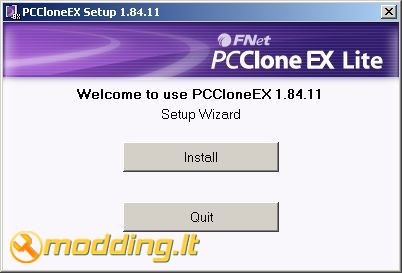 PCCloneEX Setup 1.84.11
FNet
PCClone EX Lite
Welcome to use PCCloneEX 1.84.11
Setup Wizard
Install
Quit
modding.lt